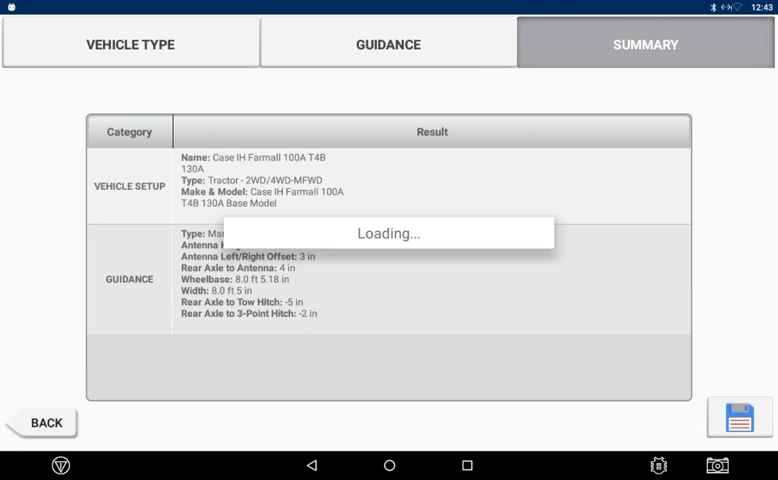 12:43
VEHICLE TYPE
GUIDANCE
SUMMARY
Category
Result
VEHICLE SETUP
Name: Case IH Farmall 100A T4B
130A
Type: Tractor - 2WD/4WD-MFWD
Make & Model: Case IH Farmall 100A
T4B 130A Base Model
Loading...
GUIDANCE
Type:
Antenna
Antenna Left/Right Offset: 3 in
Rear Axle to Antenna: 4 in
Wheelbase: 8.0 ft 5.18 in
Width: 8.0 ft 5 in
Rear Axle to Tow Hitch: -5 in
Rear Axle to 3-Point Hitch: -2 in
BACK